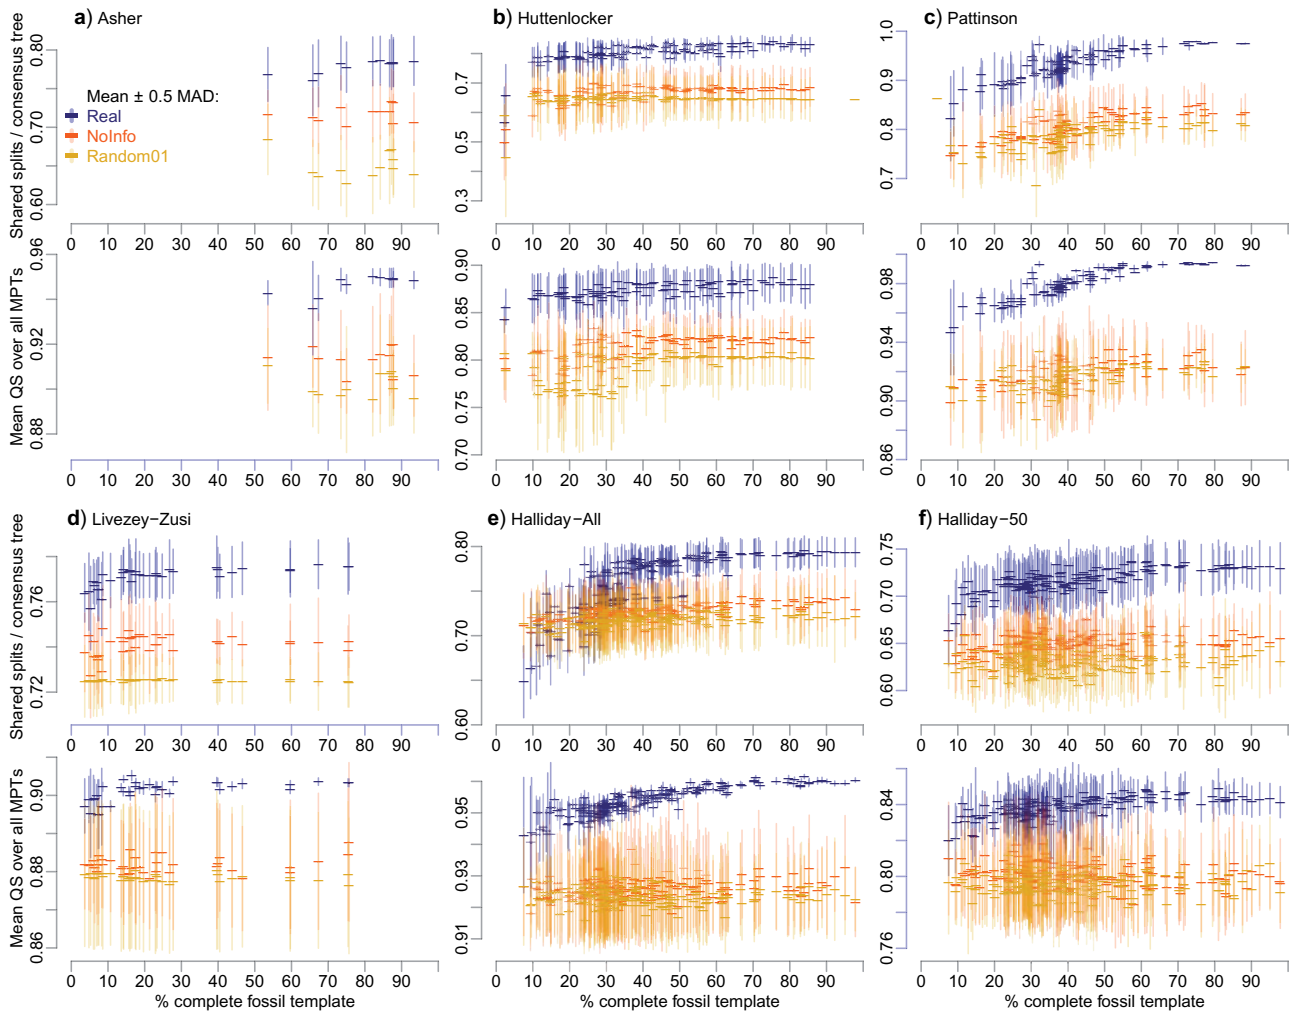 a) Asher
Shared splits / consensus tree
0.80
0.70
0.60
Mean ± 0.5 MAD:
Real
NoInfo
Random01
0 10 20 30 40 50 60 70 80 90
b) Huttenlocker
0.7
0.5
0.3
0 10 20 30 40 50 60 70 80 90
c) Pattinson
1.0
0.9
0.8
0.7
0 10 20 30 40 50 60 70 80 90
Mean QS over all MPTs
0.96
0.92
0.88
0 10 20 30 40 50 60 70 80 90
0.90
0.85
0.80
0.75
0.70
0 10 20 30 40 50 60 70 80 90
0.98
0.94
0.90
0.86
0 10 20 30 40 50 60 70 80 90
d) Livezey−Zusi
Shared splits / consensus tree
0.76
0.72
0 10 20 30 40 50 60 70 80 90
e) Halliday−All
0.80
0.70
0.60
0 10 20 30 40 50 60 70 80 90
f) Halliday−50
0.75
0.70
0.65
0.60
0 10 20 30 40 50 60 70 80 90
Mean QS over all MPTs
0.90
0.88
0.86
0 10 20 30 40 50 60 70 80 90
% complete fossil template
0.95
0.93
0.91
0 10 20 30 40 50 60 70 80 90
% complete fossil template
0.84
0.80
0.76
0 10 20 30 40 50 60 70 80 90
% complete fossil template